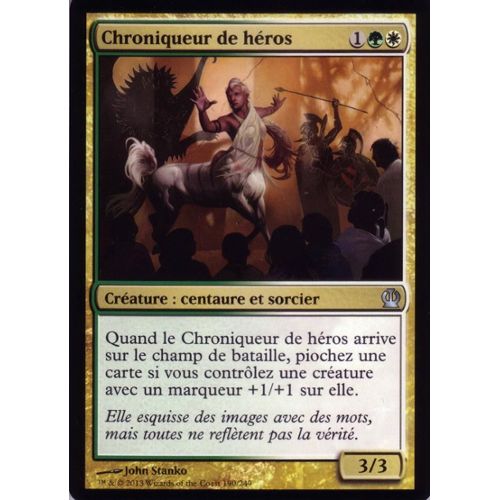 Chroniqueur de héros 1
Créature : centaure et sorcier
Quand le Chroniqueur de héros arrive
sur le champ de bataille, piochez une
carte si vous contrôlez une créature
avec un marqueur +1/+1 sur elle.
Elle esquisse des images avec des mots,
mais toutes ne reflètent pas la vérité.
John Stanko
™ & © 2013 Wizards of the Coast 190/249
3/3